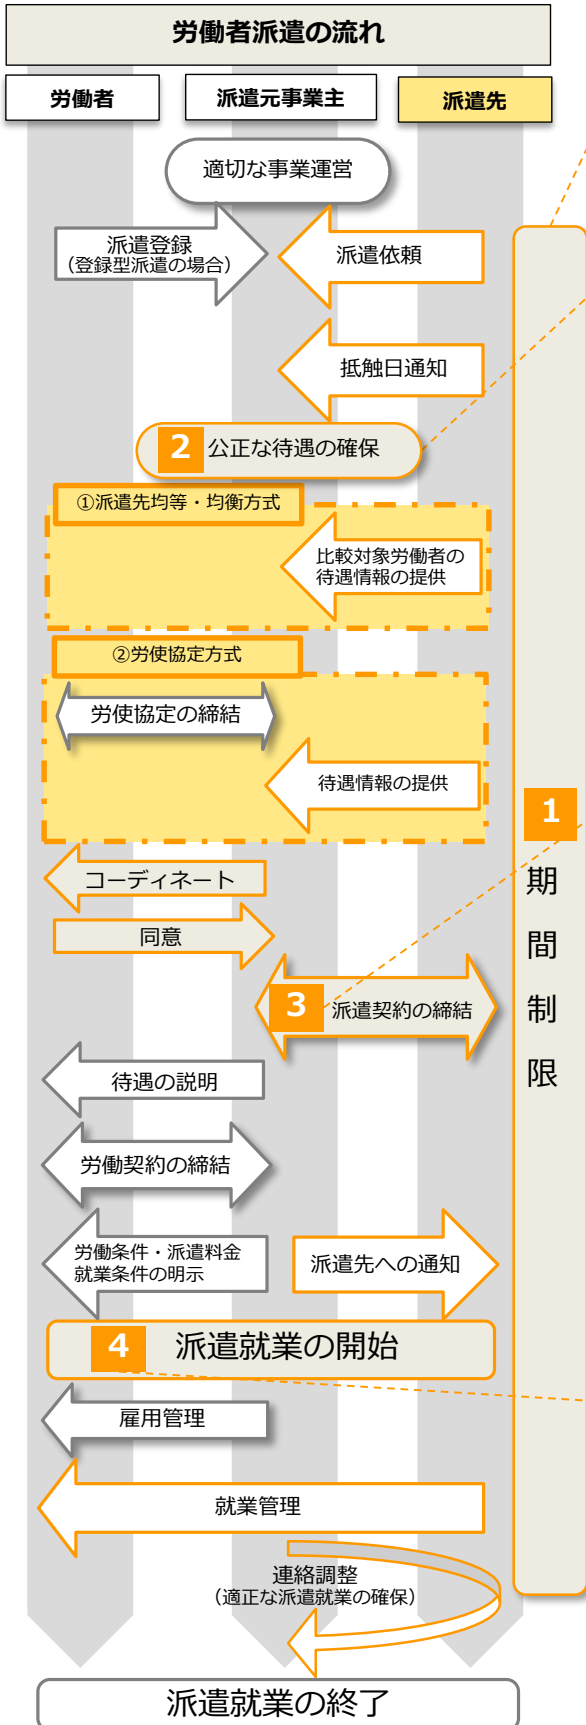 労働者派遣の流れ
労働者
派遣元事業主
派遣先
適切な事業運営
派遣登録
（登録型派遣の場合）
派遣依頼
抵触日通知
2 公正な待遇の確保
①派遣先均等・均衡方式
比較対象労働者の
待遇情報の提供
②労使協定方式
労使協定の締結
待遇情報の提供
1
期
間
制
限
コーディネート
同意
3 派遣契約の締結
待遇の説明
労働契約の締結
労働条件・派遣料金
就業条件の明示
派遣先への通知
4 派遣就業の開始
雇用管理
就業管理
連絡調整
（適正な派遣就業の確保）
派遣就業の終了